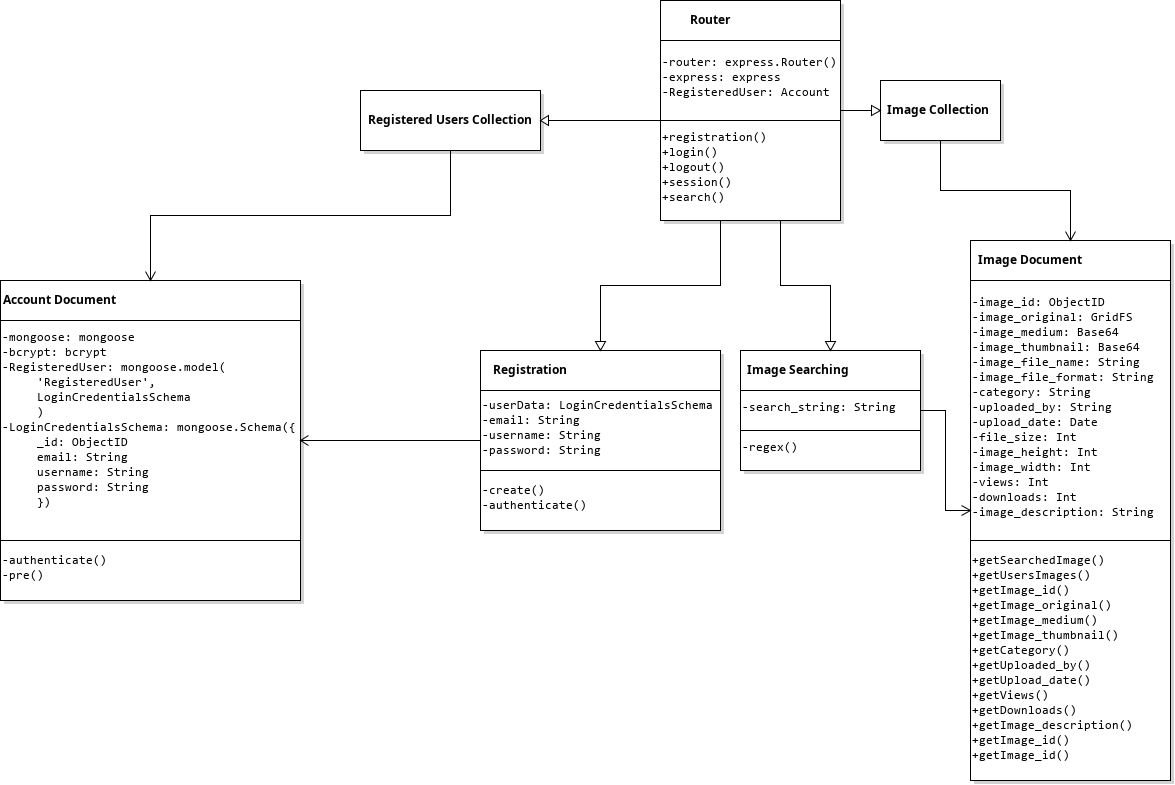 Router
-router: express.Router()
-express: express
-RegisteredUser: Account
+registration()
+login()
+logout()
+session()
+search()
Registered Users Collection
Image Collection
Account Document
-mongoose: mongoose
-bcrypt: bcrypt
-RegisteredUser: mongoose.model(
'RegisteredUser',
LoginCredentialsSchema
)
-LoginCredentialsSchema: mongoose.Schema({
_id: ObjectID
email: String
username: String
password: String
})
-authenticate()
-pre()
Registration
-userData: LoginCredentialsSchema
-email: String
-username: String
-password: String
-create()
-authenticate()
Image Searching
-search_string: String
-regex()
Image Document
-image_id: ObjectID
-image_original: GridFS
-image_medium: Base64
-image_thumbnail: Base64
-image_file_name: String
-image_file_format: String
-category: String
-uploaded_by: String
-upload_date: Date
-file_size: Int
-image_height: Int
-image_width: Int
-views: Int
-downloads: Int
-image_description: String
+getSearchedImage()
+getUsersImages()
+getImage_id()
+getImage_original()
+getImage_medium()
+getImage_thumbnail()
+getCategory()
+getUploaded_by()
+getUpload_date()
+getViews()
+getDownloads()
+getImage_description()
+getImage_id()
+getImage_id()